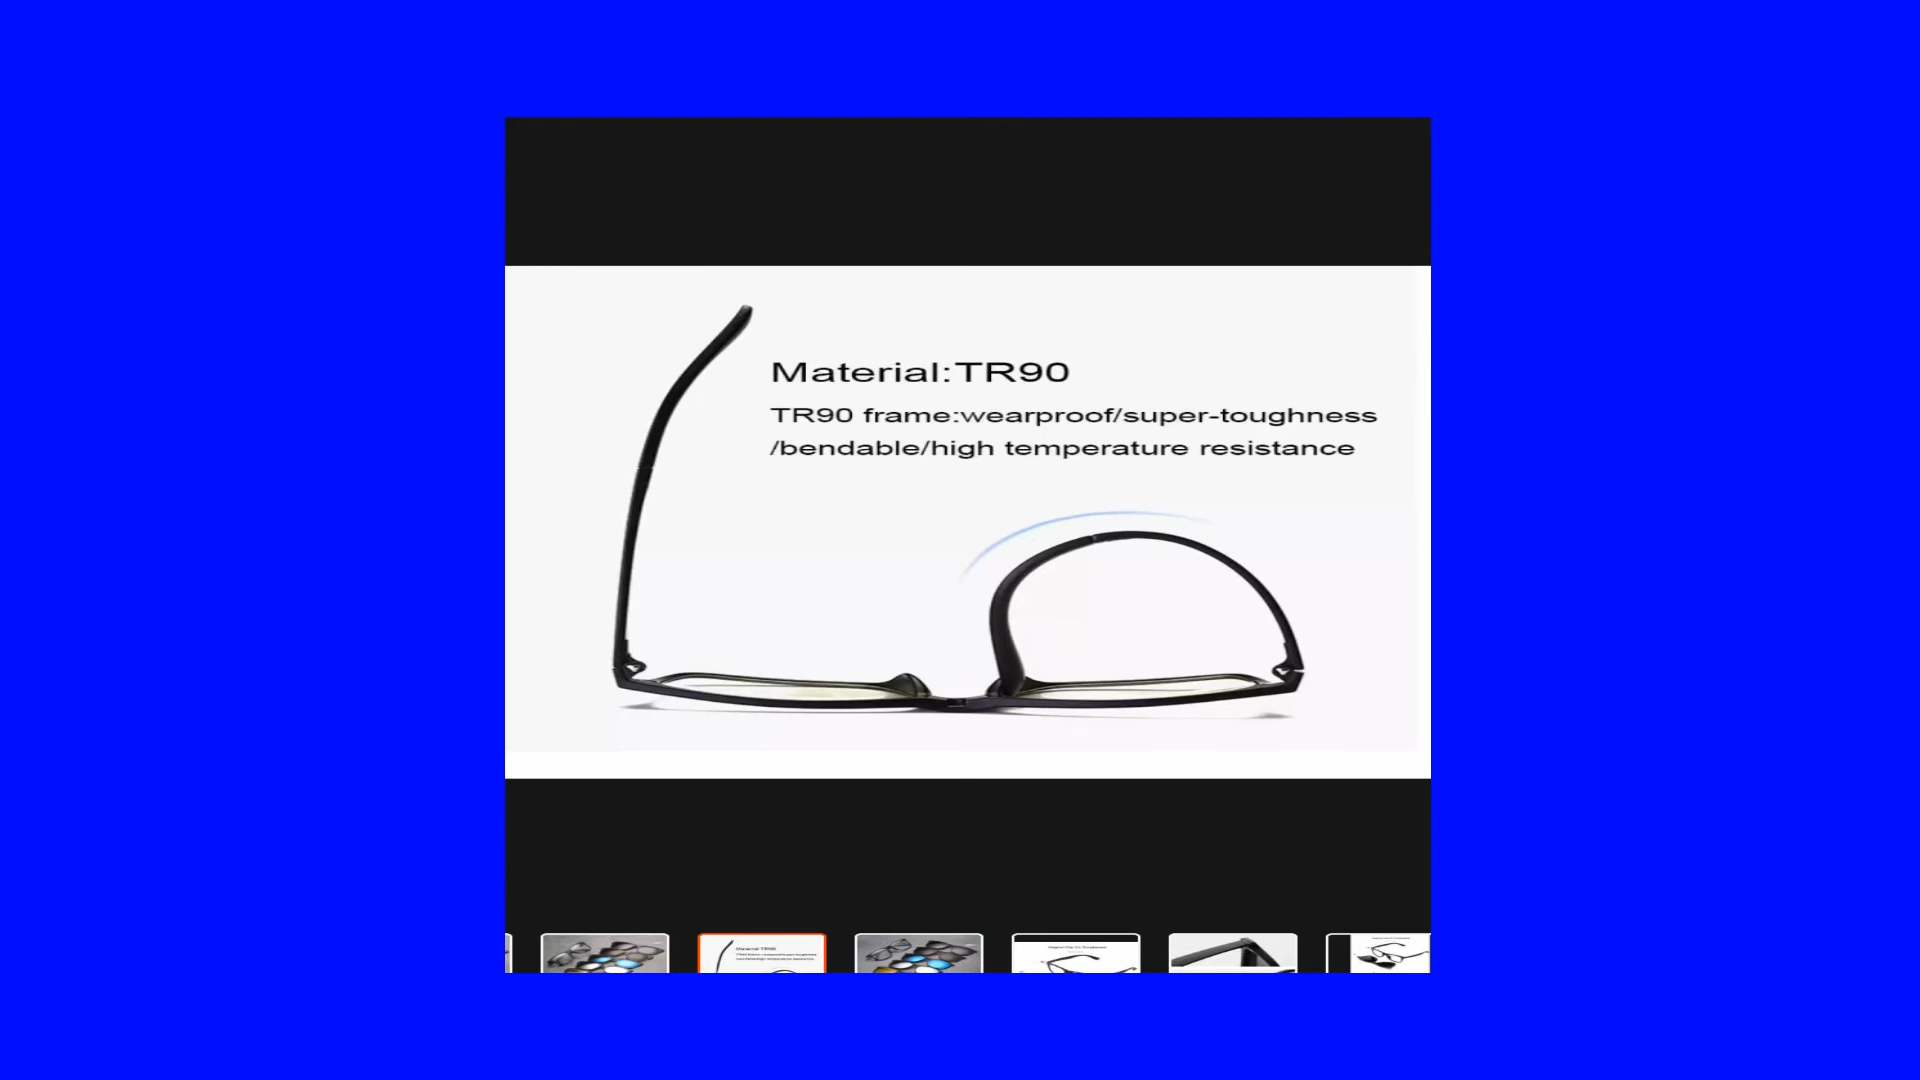 Material:TR90
TR90 frame:wearproof/super-toughness
/bendable/high temperature resistance